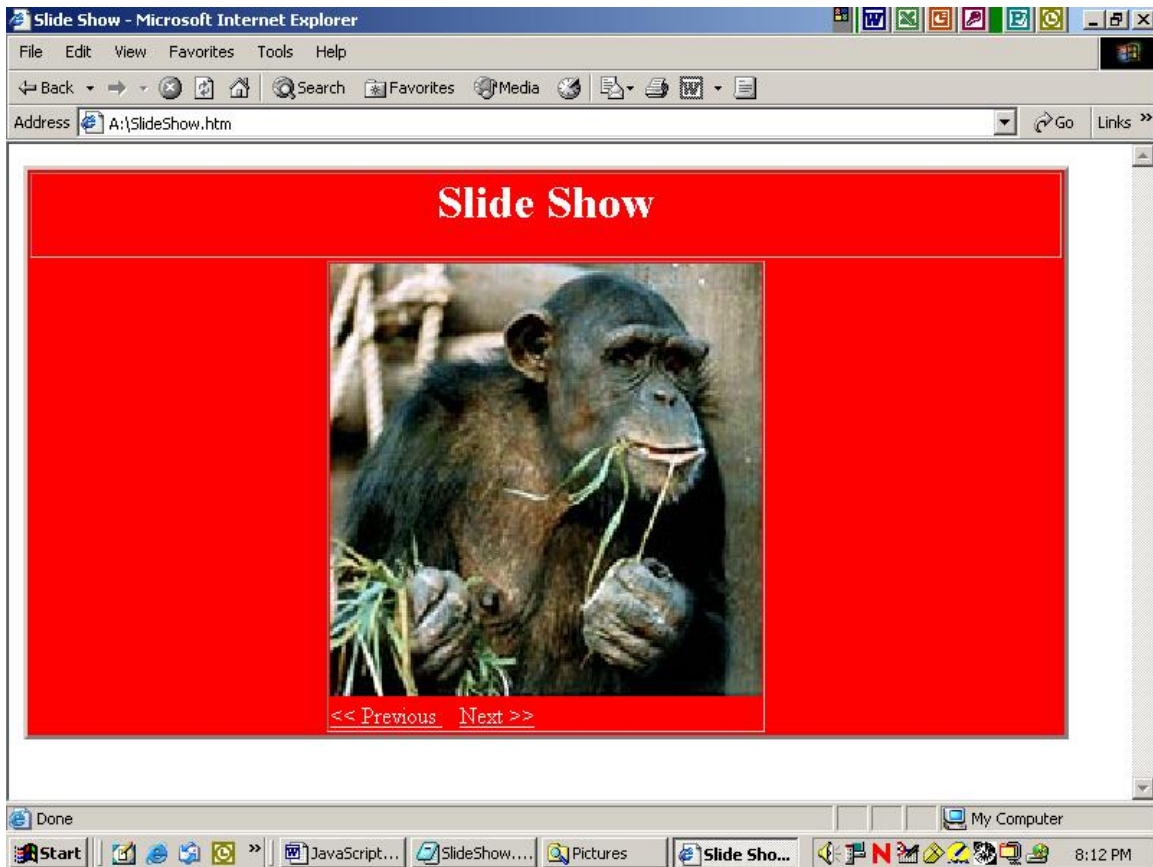 Slide Show - Microsoft Internet Explorer
File Edit View Favorites Tools Help
Back Search Favorites Media
Address A:\SlideShow.htm Go Links »
Slide Show
<< Previous Next >>
Done My Computer
Start » JavaScript... SlideShow.... Pictures Slide Sho... 8:12 PM